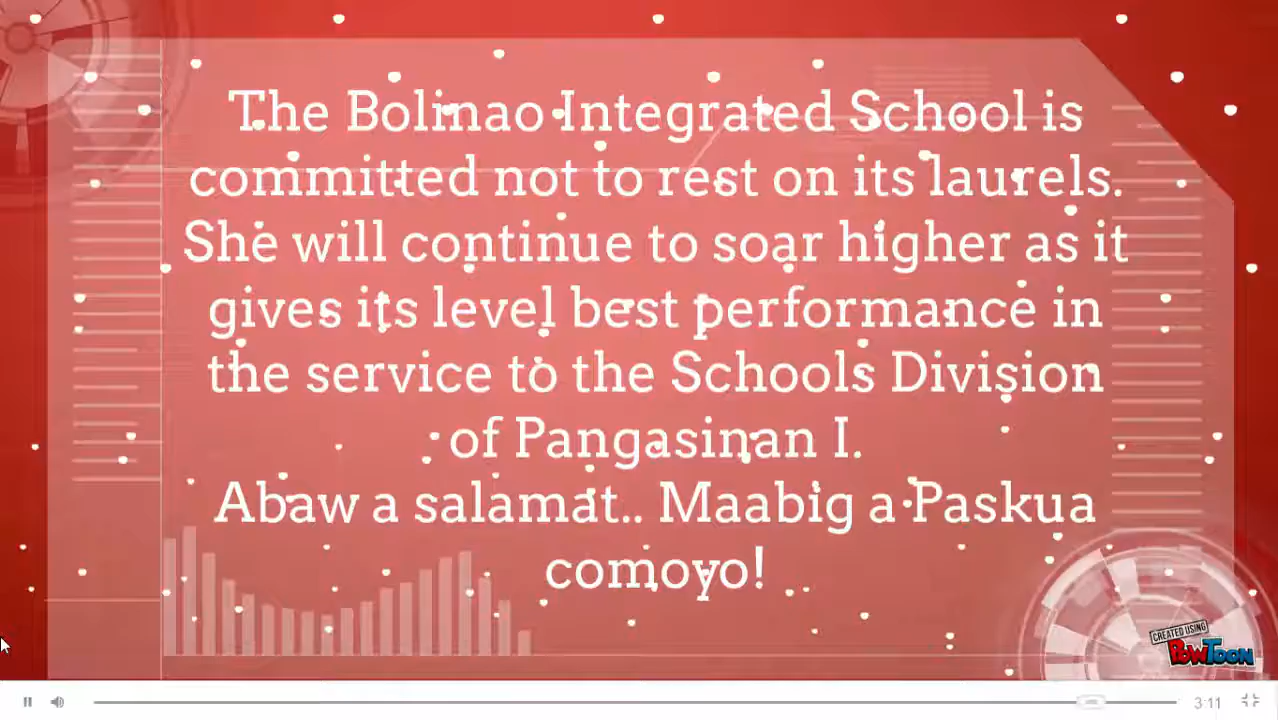 The Bolinao Integrated School is
committed not to rest on its laurels.
She will continue to soar higher as it
gives its level best performance in
the service to the Schools Division
of Pangasinan I.
Abaw a salamat.. Maabig a Paskua
comoyo!
CREATED USING
POWTOON
3:11